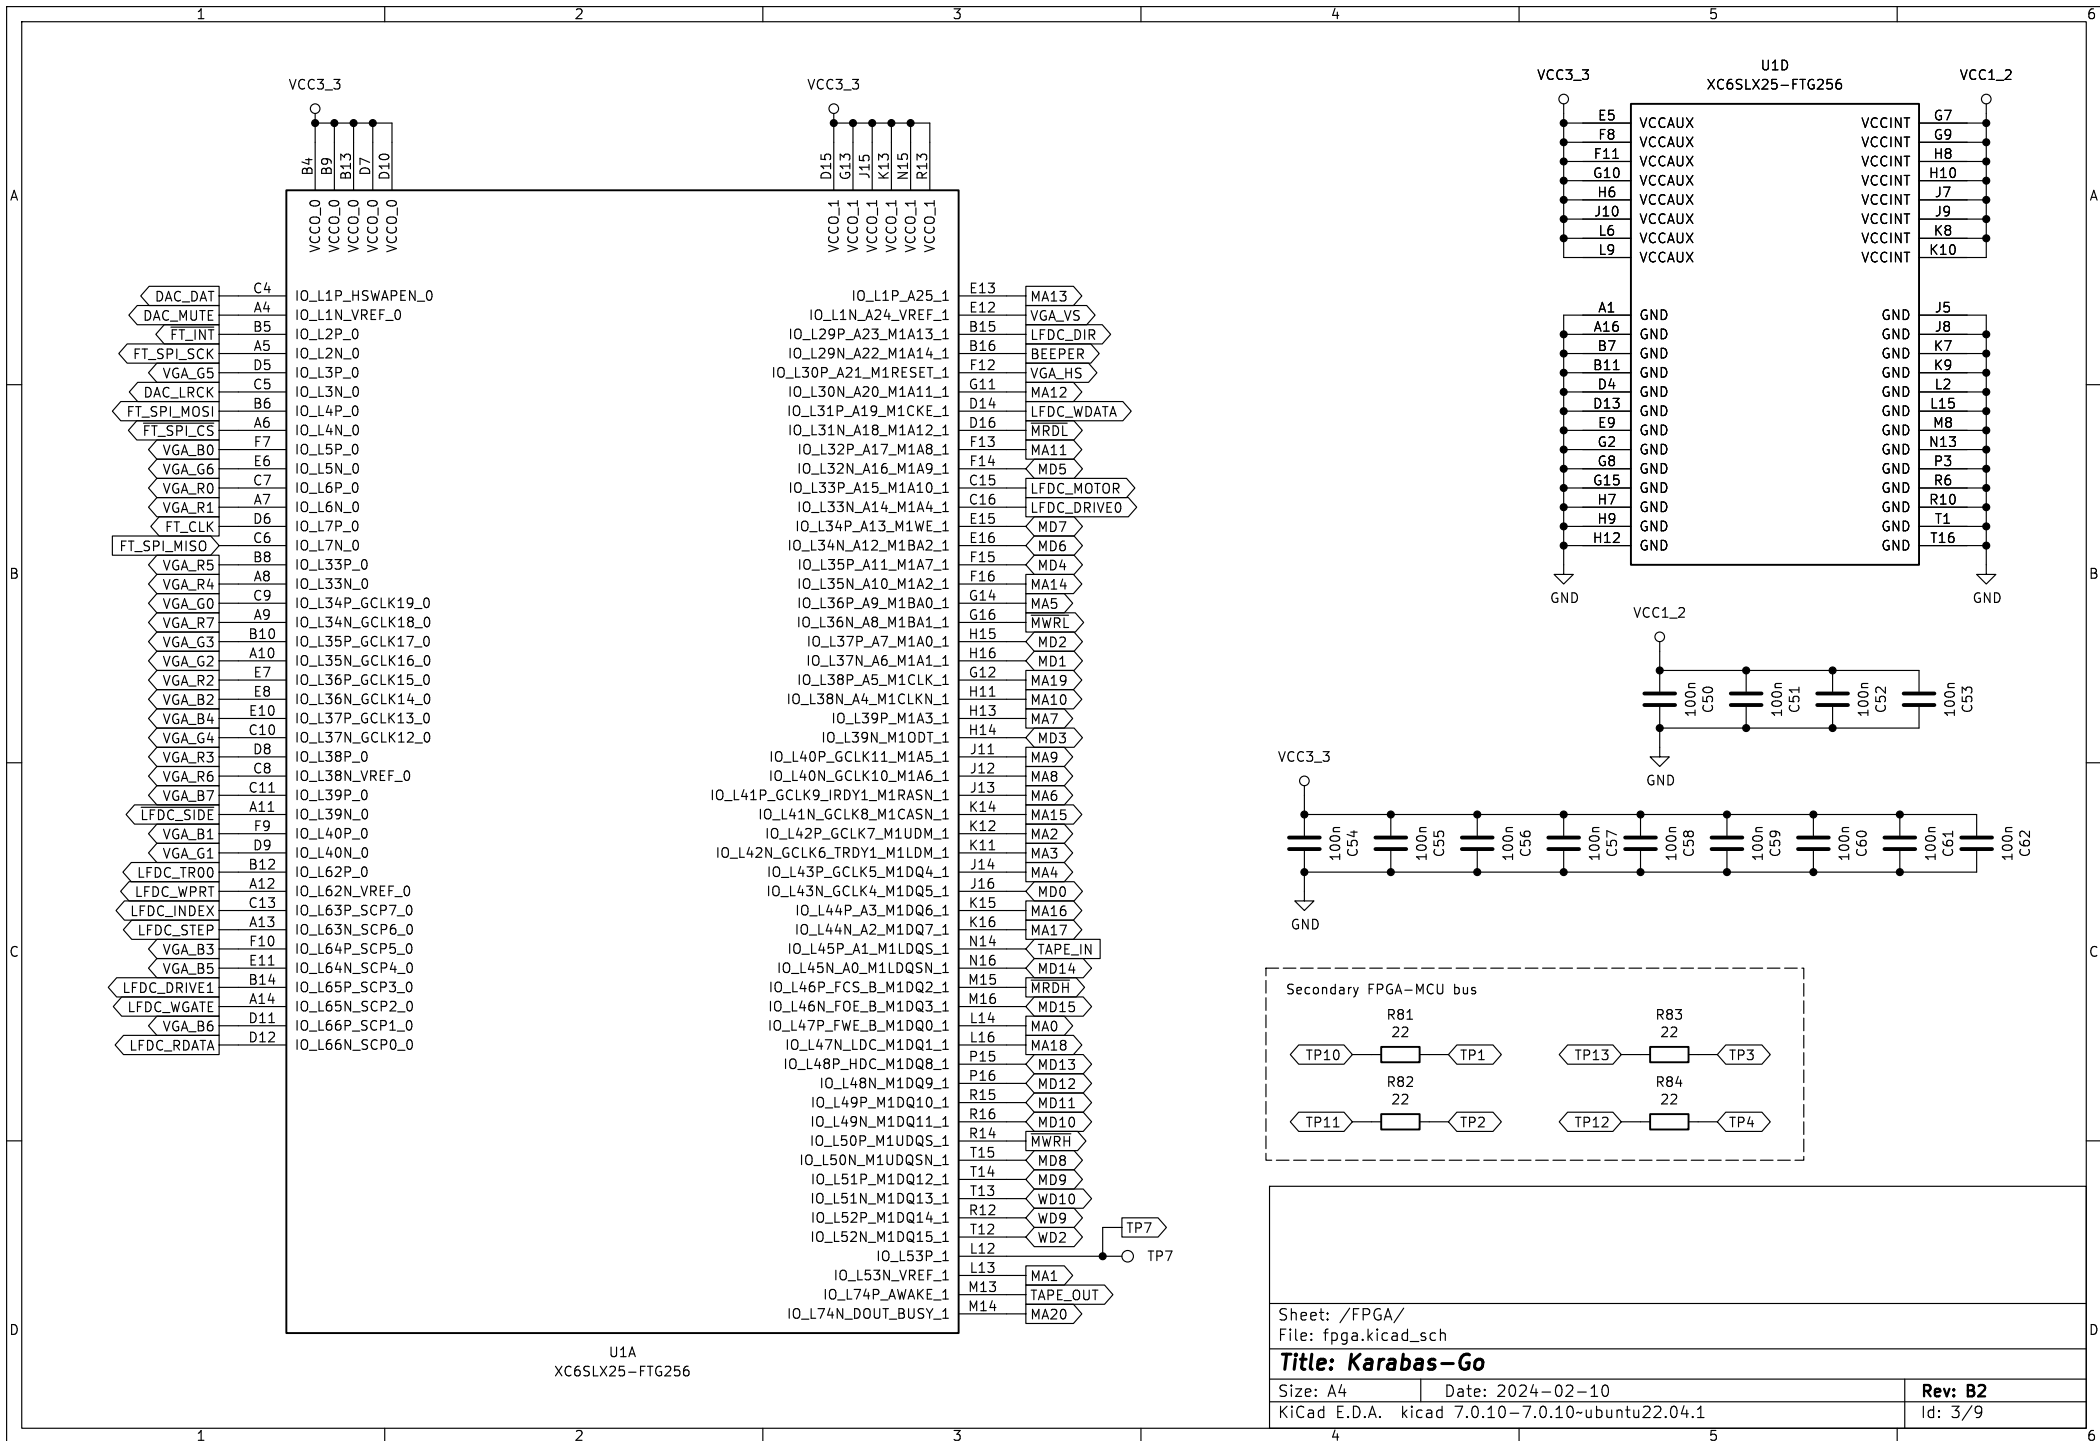 1 2 3 4 5 6
A
B
C
D
VCC3_3
B4 B9 B13 D7 D10
VCCO_0 VCCO_0 VCCO_0 VCCO_0 VCCO_0
VCC3_3
D15 G13 J15 K13 N15 R13
VCCO_1 VCCO_1 VCCO_1 VCCO_1 VCCO_1 VCCO_1
DAC_DAT C4 IO_L1P_HSWAPEN_0
DAC_MUTE A4 IO_L1N_VREF_0
FT_INT B5 IO_L2P_0
FT_SPI_SCK A5 IO_L2N_0
VGA_G5 D5 IO_L3P_0
DAC_LRCK C5 IO_L3N_0
FT_SPI_MOSI B6 IO_L4P_0
FT_SPI_CS A6 IO_L4N_0
VGA_B0 F7 IO_L5P_0
VGA_G6 E6 IO_L5N_0
VGA_R0 C7 IO_L6P_0
VGA_R1 A7 IO_L6N_0
FT_CLK D6 IO_L7P_0
FT_SPI_MISO C6 IO_L7N_0
VGA_R5 B8 IO_L33P_0
VGA_R4 A8 IO_L33N_0
VGA_G0 C9 IO_L34P_GCLK19_0
VGA_R7 A9 IO_L34N_GCLK18_0
VGA_G3 B10 IO_L35P_GCLK17_0
VGA_G2 A10 IO_L35N_GCLK16_0
VGA_R2 E7 IO_L36P_GCLK15_0
VGA_B2 E8 IO_L36N_GCLK14_0
VGA_B4 E10 IO_L37P_GCLK13_0
VGA_G4 C10 IO_L37N_GCLK12_0
VGA_R3 D8 IO_L38P_0
VGA_R6 C8 IO_L38N_VREF_0
VGA_B7 C11 IO_L39P_0
LFDC_SIDE A11 IO_L39N_0
VGA_B1 F9 IO_L40P_0
VGA_G1 D9 IO_L40N_0
LFDC_TR00 B12 IO_L62P_0
LFDC_WPRT A12 IO_L62N_VREF_0
LFDC_INDEX C13 IO_L63P_SCP7_0
LFDC_STEP A13 IO_L63N_SCP6_0
VGA_B3 F10 IO_L64P_SCP5_0
VGA_B5 E11 IO_L64N_SCP4_0
LFDC_DRIVE1 B14 IO_L65P_SCP3_0
LFDC_WGATE A14 IO_L65N_SCP2_0
VGA_B6 D11 IO_L66P_SCP1_0
LFDC_RDATA D12 IO_L66N_SCP0_0
IO_L1P_A25_1 E13 MA13
IO_L1N_A24_VREF_1 E12 VGA_VS
IO_L29P_A23_M1A13_1 B15 LFDC_DIR
IO_L29N_A22_M1A14_1 B16 BEEPER
IO_L30P_A21_M1RESET_1 F12 VGA_HS
IO_L30N_A20_M1A11_1 G11 MA12
IO_L31P_A19_M1CKE_1 D14 LFDC_WDATA
IO_L31N_A18_M1A12_1 D16 MRDL
IO_L32P_A17_M1A8_1 F13 MA11
IO_L32N_A16_M1A9_1 F14 MD5
IO_L33P_A15_M1A10_1 C15 LFDC_MOTOR
IO_L33N_A14_M1A4_1 C16 LFDC_DRIVE0
IO_L34P_A13_M1WE_1 E15 MD7
IO_L34N_A12_M1BA2_1 E16 MD6
IO_L35P_A11_M1A7_1 F15 MD4
IO_L35N_A10_M1A2_1 F16 MA14
IO_L36P_A9_M1BA0_1 G14 MA5
IO_L36N_A8_M1BA1_1 G16 MWRL
IO_L37P_A7_M1A0_1 H15 MD2
IO_L37N_A6_M1A1_1 H16 MD1
IO_L38P_A5_M1CLK_1 G12 MA19
IO_L38N_A4_M1CLKN_1 H11 MA10
IO_L39P_M1A3_1 H13 MA7
IO_L39N_M1ODT_1 H14 MD3
IO_L40P_GCLK11_M1A5_1 J11 MA9
IO_L40N_GCLK10_M1A6_1 J12 MA8
IO_L41P_GCLK9_IRDY1_M1RASN_1 J13 MA6
IO_L41N_GCLK8_M1CASN_1 K14 MA15
IO_L42P_GCLK7_M1UDM_1 K12 MA2
IO_L42N_GCLK6_TRDY1_M1LDM_1 K11 MA3
IO_L43P_GCLK5_M1DQ4_1 J14 MA4
IO_L43N_GCLK4_M1DQ5_1 J16 MD0
IO_L44P_A3_M1DQ6_1 K15 MA16
IO_L44N_A2_M1DQ7_1 K16 MA17
IO_L45P_A1_M1LDQS_1 N14 TAPE_IN
IO_L45N_A0_M1LDQSN_1 N16 MD14
IO_L46P_FCS_B_M1DQ2_1 M15 MRDH
IO_L46N_FOE_B_M1DQ3_1 M16 MD15
IO_L47P_FWE_B_M1DQ0_1 L14 MA0
IO_L47N_LDC_M1DQ1_1 L16 MA18
IO_L48P_HDC_M1DQ8_1 P15 MD13
IO_L48N_M1DQ9_1 P16 MD12
IO_L49P_M1DQ10_1 R15 MD11
IO_L49N_M1DQ11_1 R16 MD10
IO_L50P_M1UDQS_1 R14 MWRH
IO_L50N_M1UDQSN_1 T15 MD8
IO_L51P_M1DQ12_1 T14 MD9
IO_L51N_M1DQ13_1 T13 WD10
IO_L52P_M1DQ14_1 R12 WD9
IO_L52N_M1DQ15_1 T12 WD2
TP7
IO_L53P_1 L12 TP7
IO_L53N_VREF_1 L13 MA1
IO_L74P_AWAKE_1 M13 TAPE_OUT
IO_L74N_DOUT_BUSY_1 M14 MA20
U1A
XC6SLX25-FTG256
U1D
XC6SLX25-FTG256
VCC3_3 VCC1_2
E5 VCCAUX VCCINT G7
F8 VCCAUX VCCINT G9
F11 VCCAUX VCCINT H8
G10 VCCAUX VCCINT H10
H6 VCCAUX VCCINT J7
J10 VCCAUX VCCINT J9
L6 VCCAUX VCCINT K8
L9 VCCAUX VCCINT K10
A1 GND GND J5
A16 GND GND J8
B7 GND GND K7
B11 GND GND K9
D4 GND GND L2
D13 GND GND L15
E9 GND GND M8
G2 GND GND N13
G8 GND GND P3
G15 GND GND R6
H7 GND GND R10
H9 GND GND T1
H12 GND GND T16
GND GND
VCC1_2
100n C50 100n C51 100n C52 100n C53
GND
VCC3_3
100n C54 100n C55 100n C56 100n C57 100n C58 100n C59 100n C60 100n C61 100n C62
GND
Secondary FPGA-MCU bus
R81 R83
22 22
TP10 TP1 TP13 TP3
R82 R84
22 22
TP11 TP2 TP12 TP4
Sheet: /FPGA/
File: fpga.kicad_sch
Title: Karabas-Go
Size: A4 Date: 2024-02-10 Rev: B2
KiCad E.D.A. kicad 7.0.10-7.0.10~ubuntu22.04.1 Id: 3/9
A
B
C
D
1 2 3 4 5 6